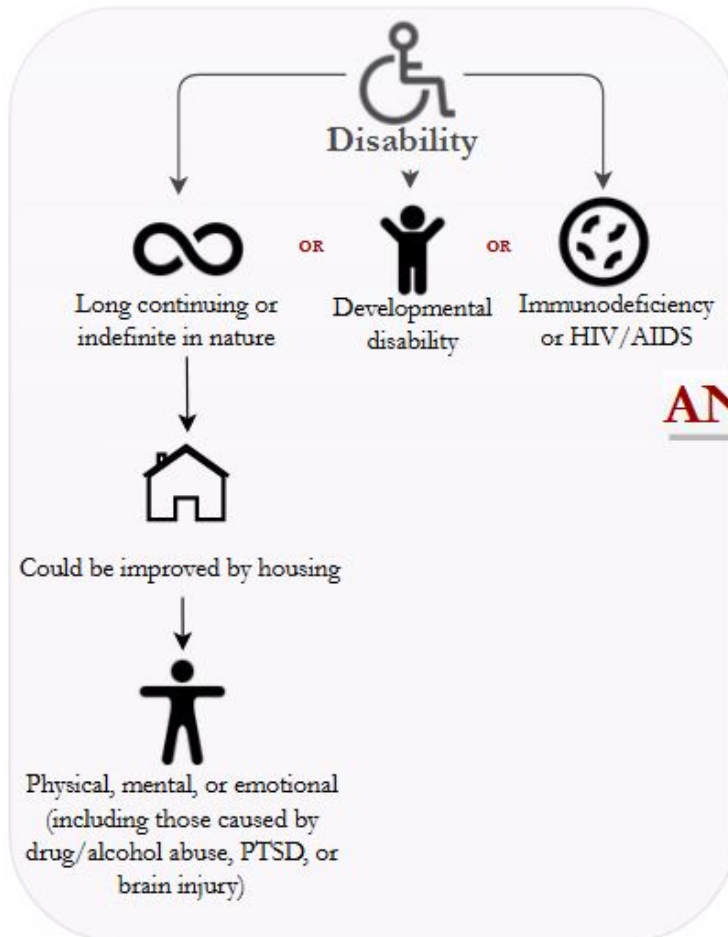 Disability
OR
OR
Long continuing or
indefinite in nature
Developmental
disability
Immunodeficiency
or HIV/AIDS
AN
Could be improved by housing
Physical, mental, or emotional
(including those caused by
drug/alcohol abuse, PTSD, or
brain injury)